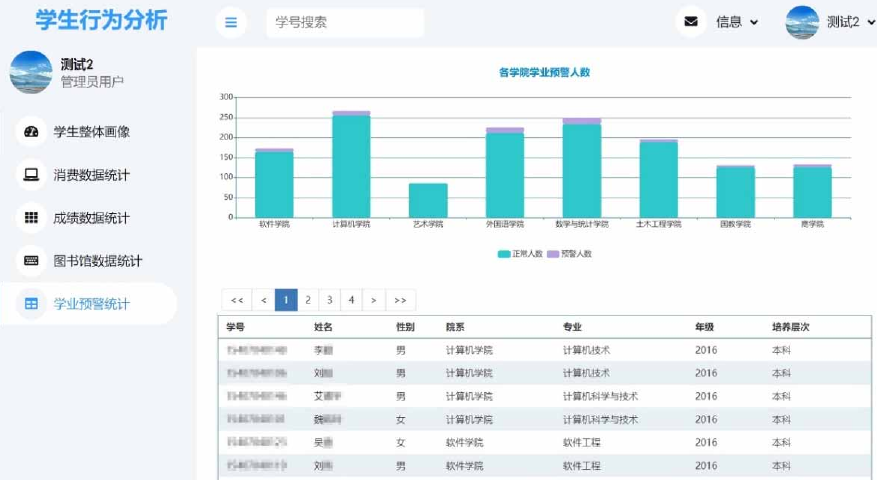 学生行为分析
学号搜索
信息
测试2
测试2
管理员用户
学生整体画像
消费数据统计
成绩数据统计
图书馆数据统计
学业预警统计
各学院学业预警人数
300
250
200
150
100
50
0
软件学院 计算机学院 艺术学院 外国语学院 数学与统计学院 土木工程学院 国教学院 商学院
正常人数 预警人数
<< < 1 2 3 4 > >>
学号 姓名 性别 院系 专业 年级 培养层次
李 男 计算机学院 计算机技术 2016 本科
刘 男 计算机学院 计算机技术 2016 本科
艾 男 计算机学院 计算机科学与技术 2016 本科
魏 女 计算机学院 计算机科学与技术 2016 本科
吴 女 软件学院 软件工程 2016 本科
刘 男 软件学院 软件工程 2016 本科